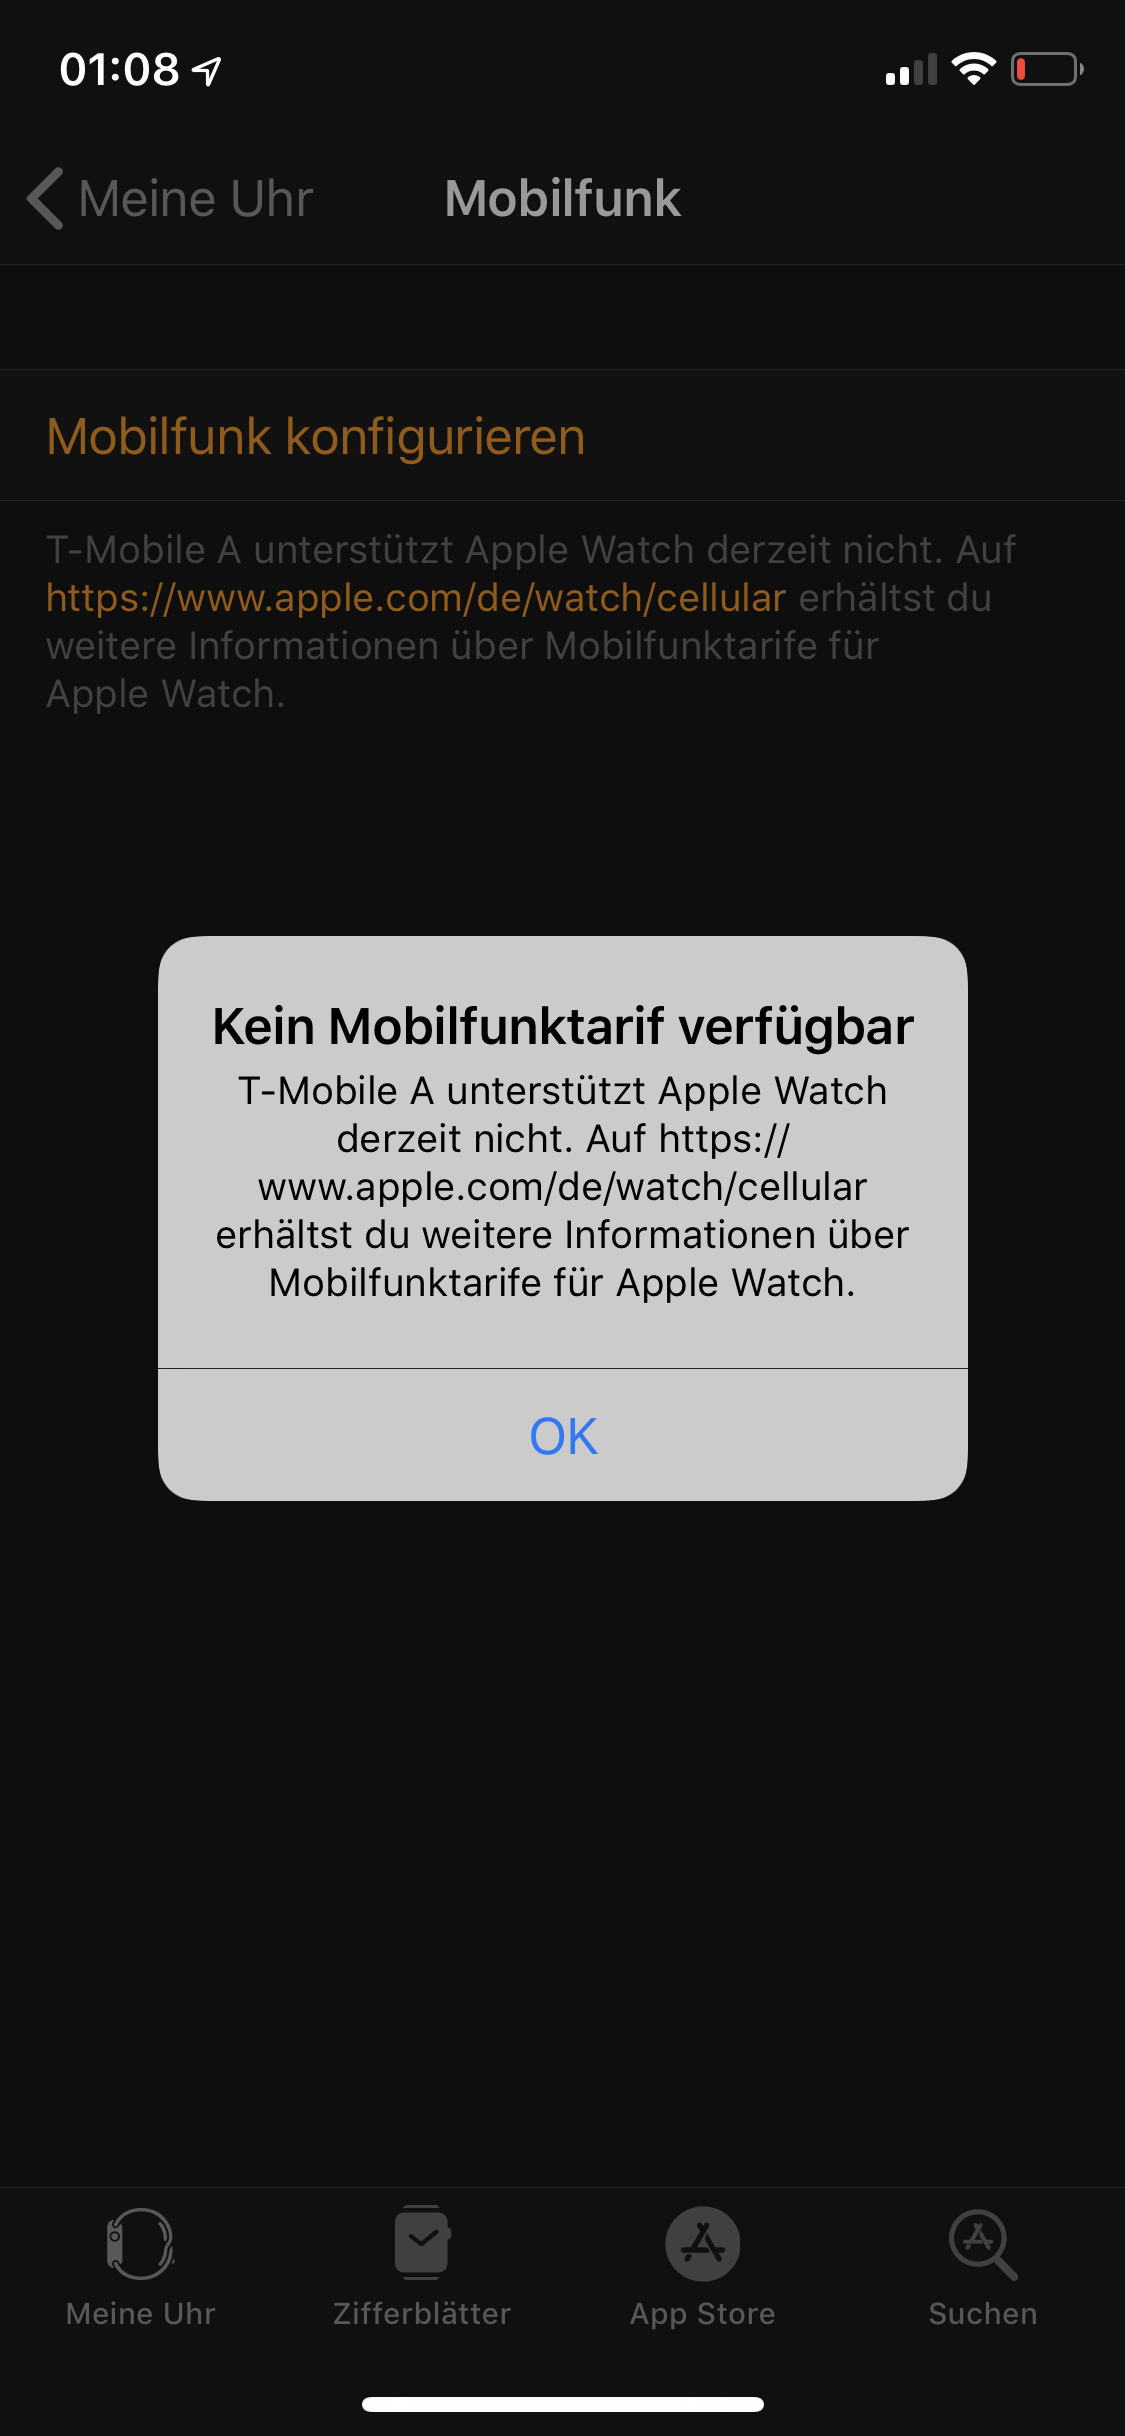 01:08
Meine Uhr
Mobilfunk
Mobilfunk konfigurieren
T-Mobile A unterstützt Apple Watch derzeit nicht. Auf
https://www.apple.com/de/watch/cellular erhältst du
weitere Informationen über Mobilfunktarife für
Apple Watch.
Kein Mobilfunktarif verfügbar
T-Mobile A unterstützt Apple Watch
derzeit nicht. Auf https://
www.apple.com/de/watch/cellular
erhältst du weitere Informationen über
Mobilfunktarife für Apple Watch.
OK
Meine Uhr
Zifferblätter
App Store
Suchen